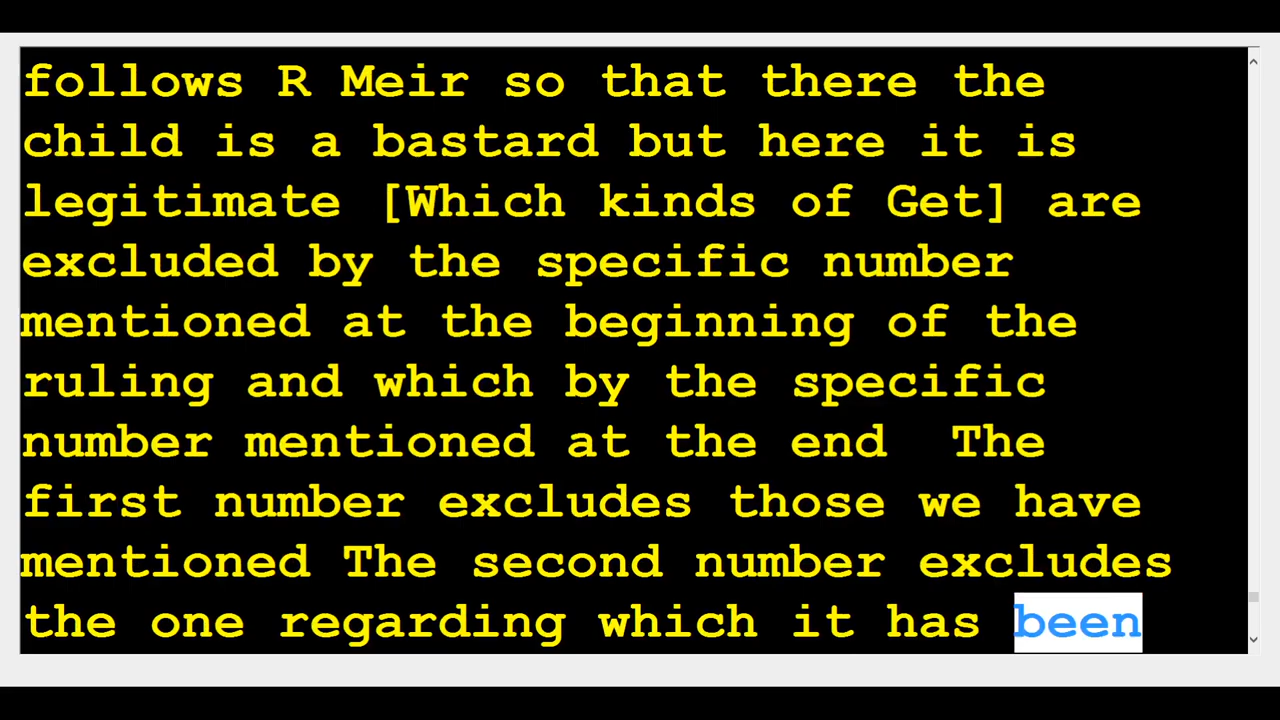 follows R Meir so that there the
child is a bastard but here it is
legitimate [Which kinds of Get] are
excluded by the specific number
mentioned at the beginning of the
ruling and which by the specific
number mentioned at the end  The
first number excludes those we have
mentioned The second number excludes
the one regarding which it has been